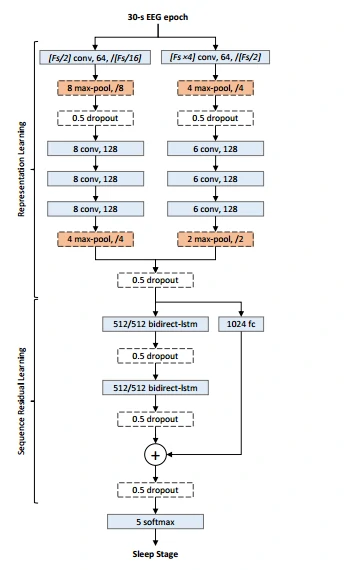 30-s EEG epoch
[Fs/2] conv, 64, /[Fs/16]
[Fs ×4] conv, 64, /[Fs/2]
8 max-pool, /8
4 max-pool, /4
0.5 dropout
0.5 dropout
8 conv, 128
6 conv, 128
8 conv, 128
6 conv, 128
8 conv, 128
6 conv, 128
4 max-pool, /4
2 max-pool, /2
0.5 dropout
Representation Learning
512/512 bidirect-lstm
1024 fc
0.5 dropout
512/512 bidirect-lstm
0.5 dropout
+
0.5 dropout
Sequence Residual Learning
5 softmax
Sleep Stage